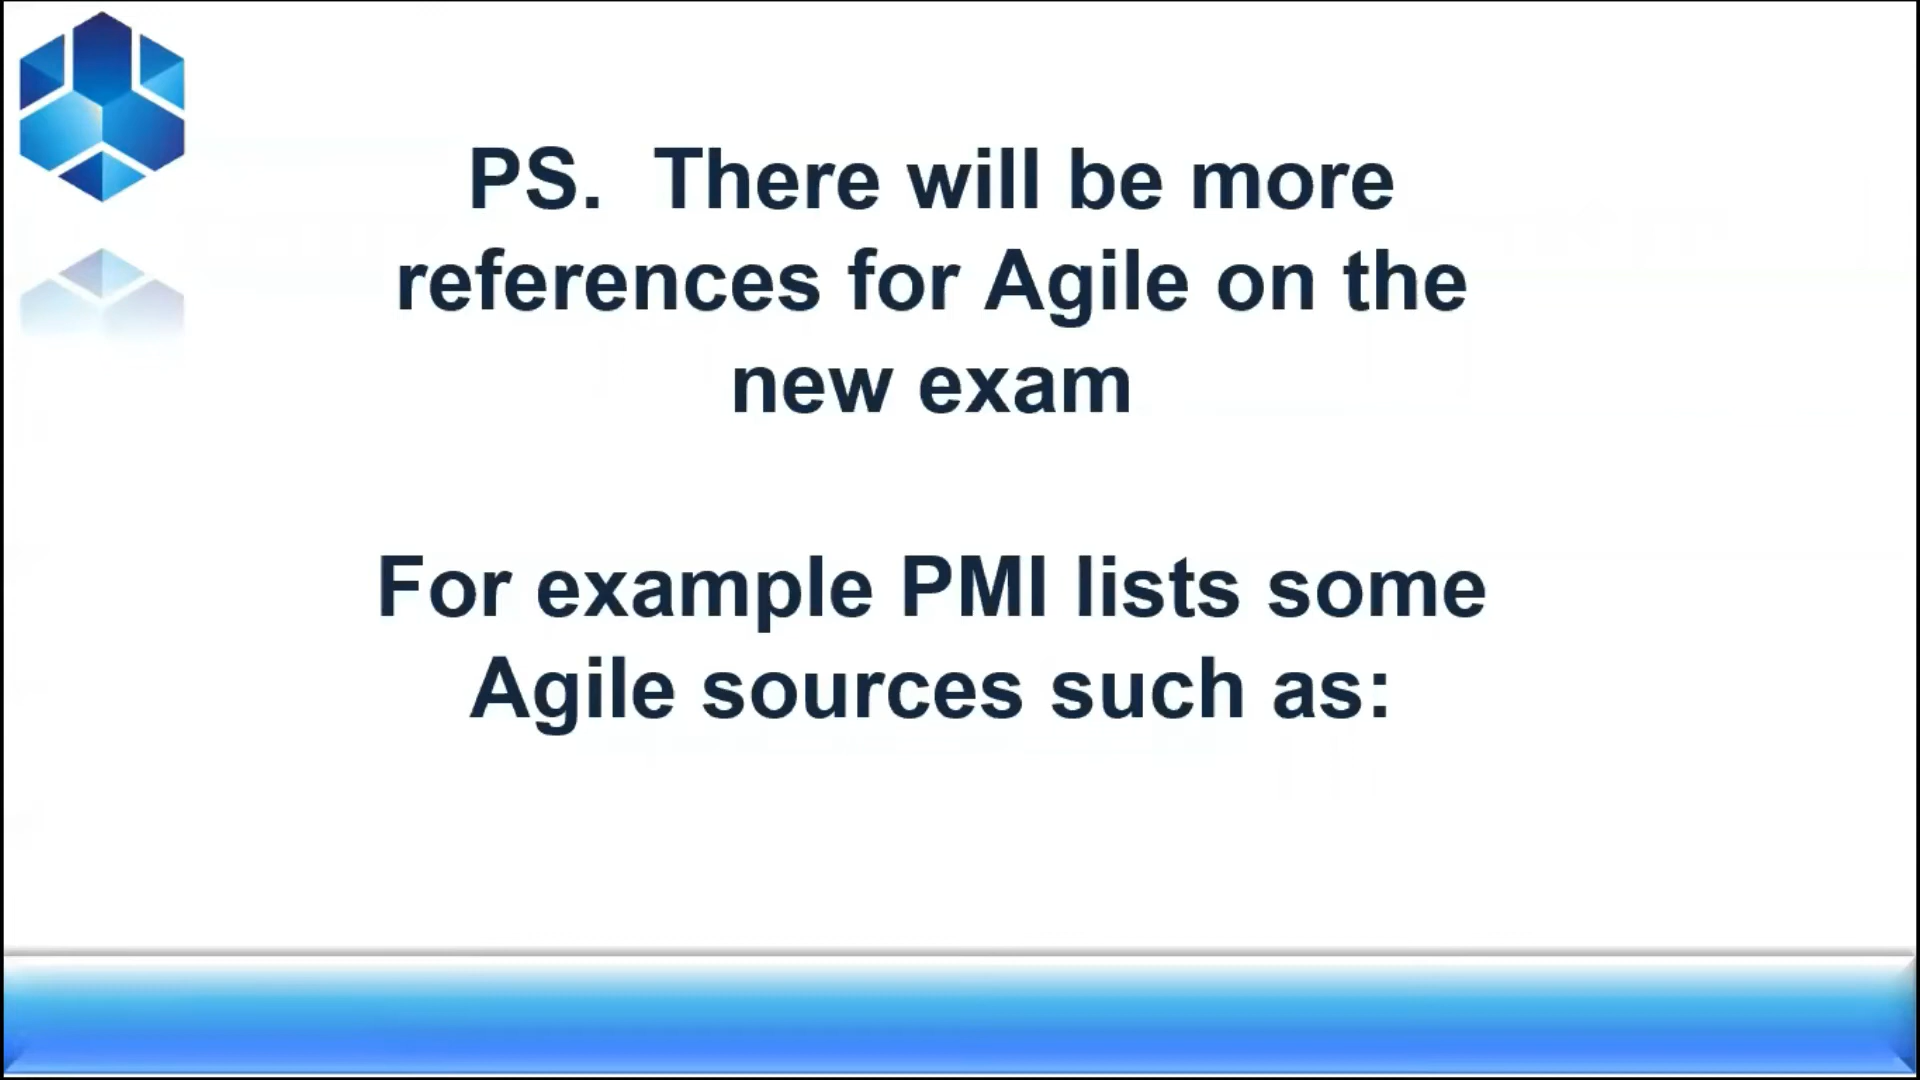 PS.  There will be more
references for Agile on the
new exam
For example PMI lists some
Agile sources such as: